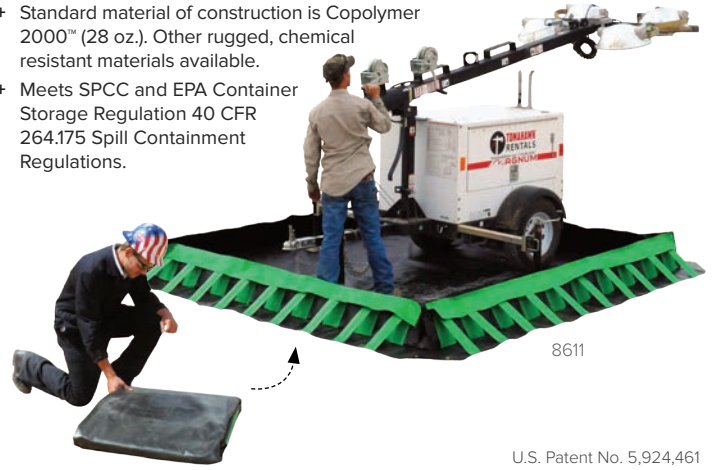 + Standard material of construction is Copolymer
2000™ (28 oz.). Other rugged, chemical
resistant materials available.
+ Meets SPCC and EPA Container
Storage Regulation 40 CFR
264.175 Spill Containment
Regulations.
TOMAHAWK
RENTALS
MAGNUM
8611
U.S. Patent No. 5,924,461